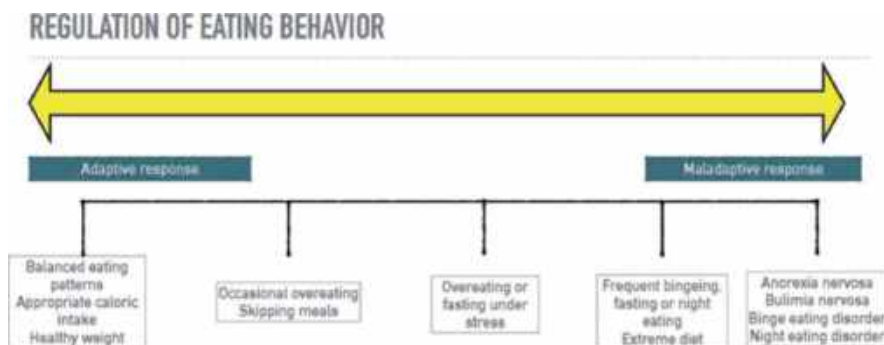 REGULATION OF EATING BEHAVIOR
Adaptive response
Maladaptive response
Balanced eating
patterns
Appropriate caloric
intake
Healthy weight
Occasional overeating
Skipping meals
Overeating or
fasting under
stress
Frequent bingeing,
fasting or night
eating
Extreme diet
Anorexia nervosa
Bulimia nervosa
Binge eating disorder
Night eating disorder